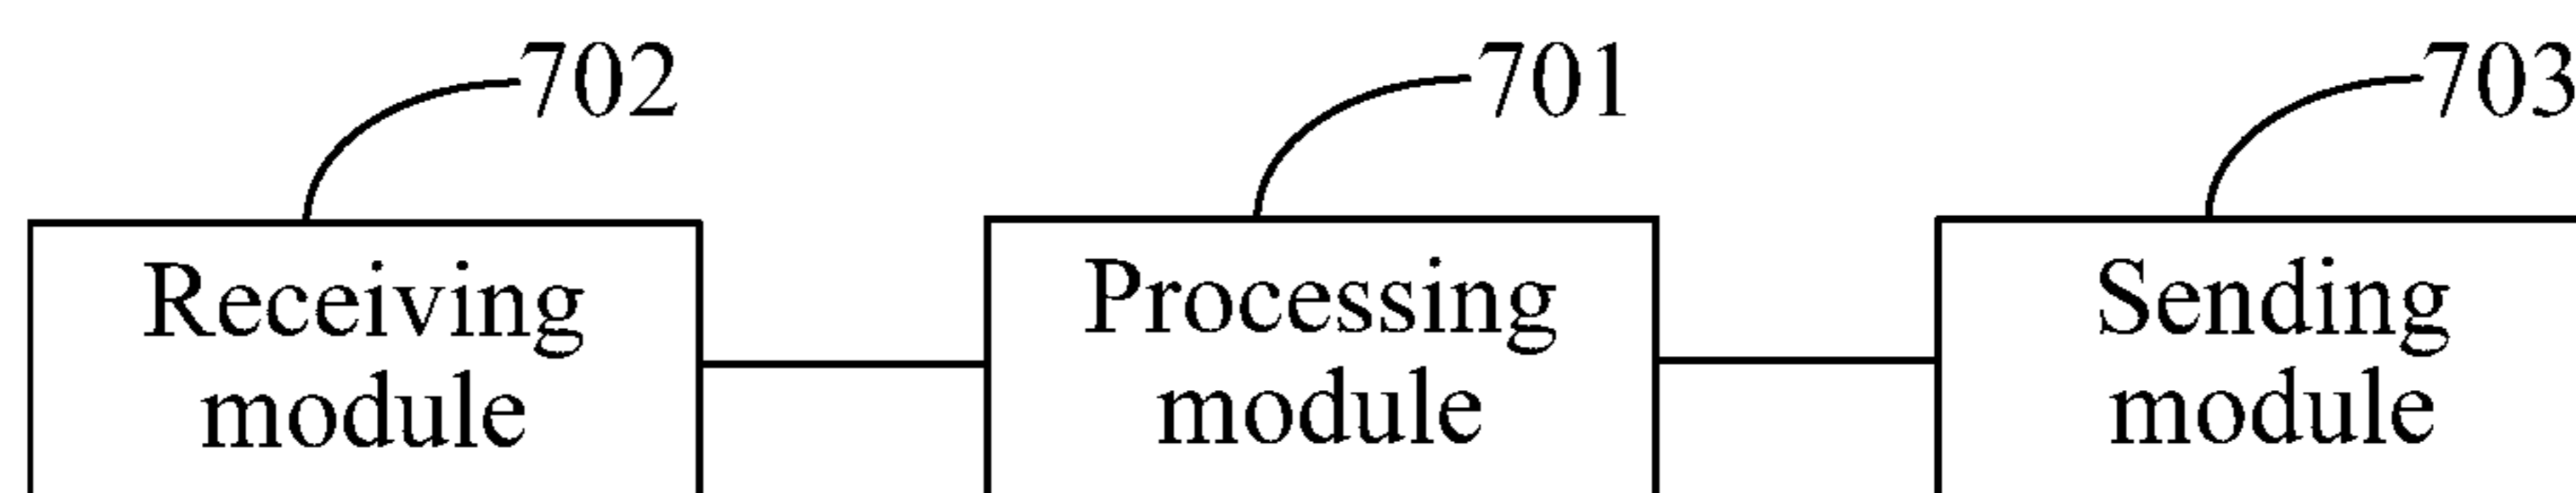 702
701
703
Receiving
module
Processing
module
Sending
module